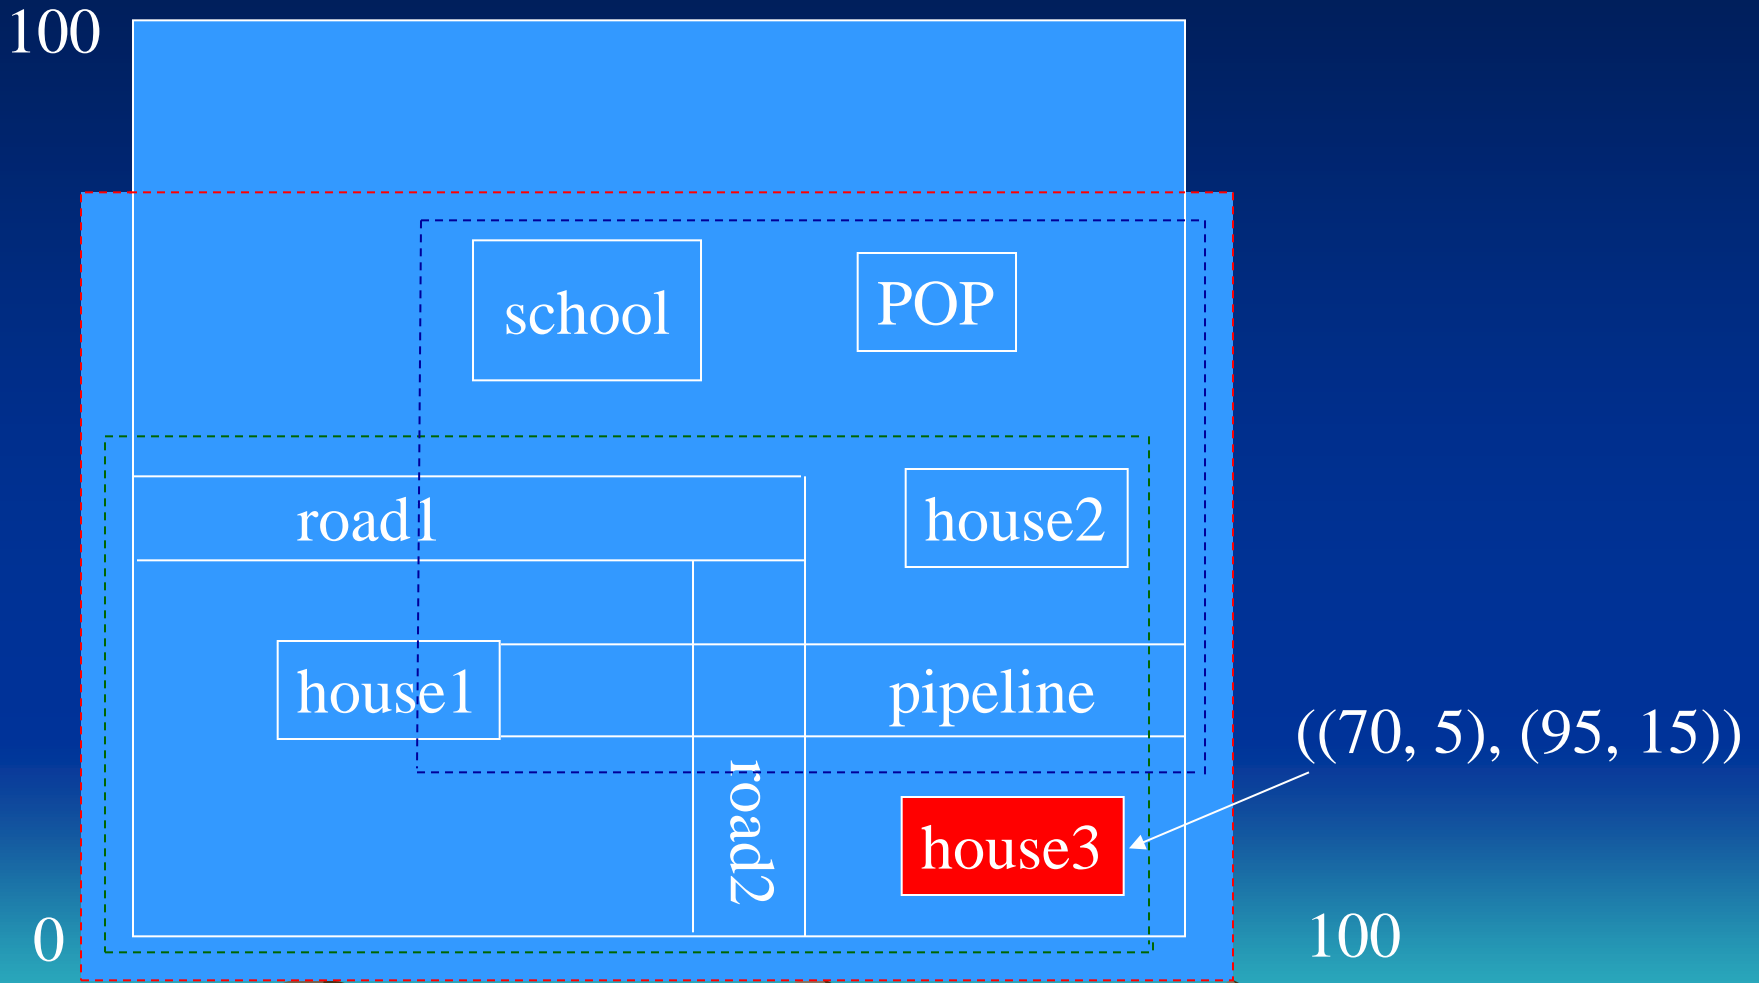 100
school
POP
road1
house2
house1
pipeline
((70, 5), (95, 15))
road2
house3
0
100